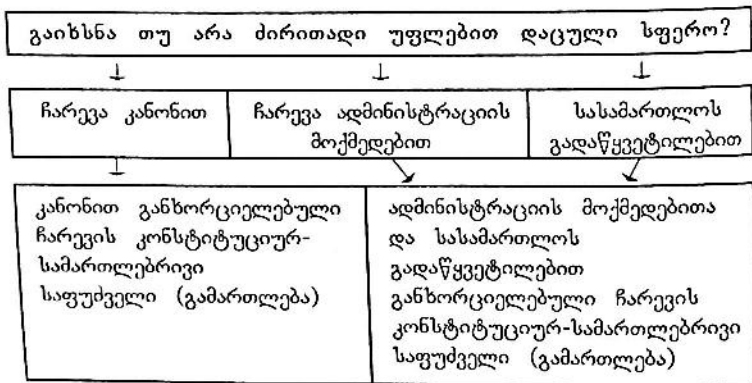 გაიხსნა თუ არა ძირითადი უფლებით დაცული სფერო?
ჩარევა კანონით
ჩარევა ადმინისტრაციის
მოქმედებით
სასამართლოს
გადაწყვეტილებით
კანონით განხორციელებული
ჩარევის კონსტიტუციურ-
სამართლებრივი
საფუძველი (გამართლება)
ადმინისტრაციის მოქმედებითა
და სასამართლოს
გადაწყვეტილებით
განხორციელებული ჩარევის
კონსტიტუციურ-სამართლებრივი
საფუძველი (გამართლება)